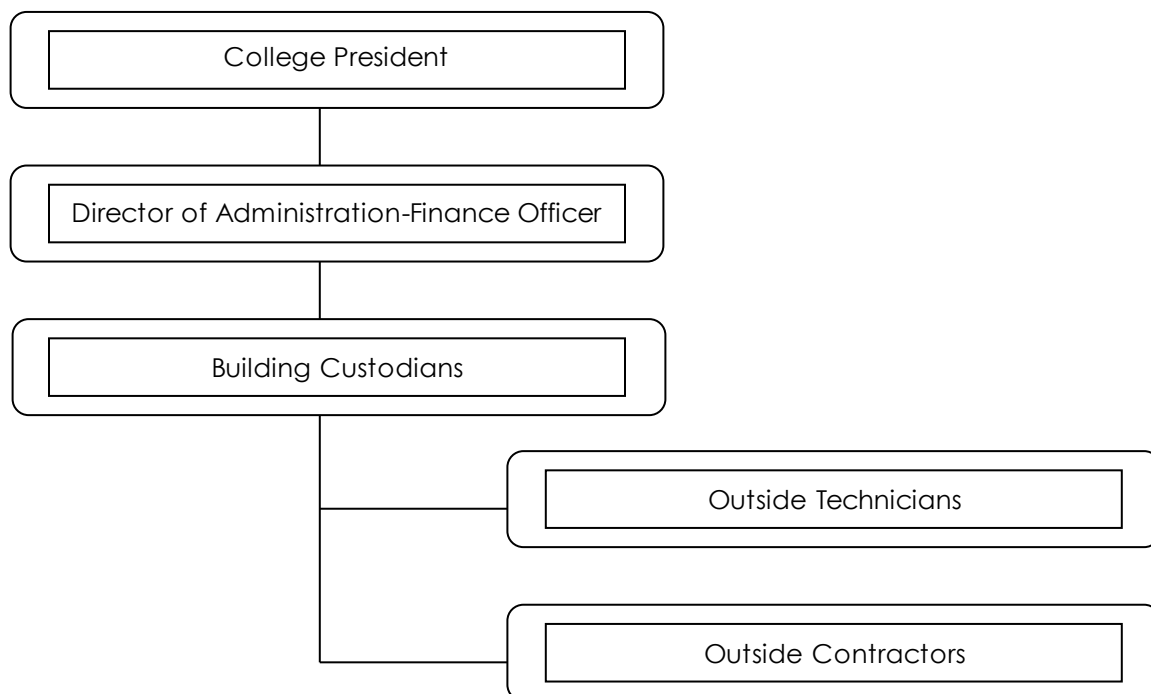 College President
Director of Administration-Finance Officer
Building Custodians
Outside Technicians
Outside Contractors